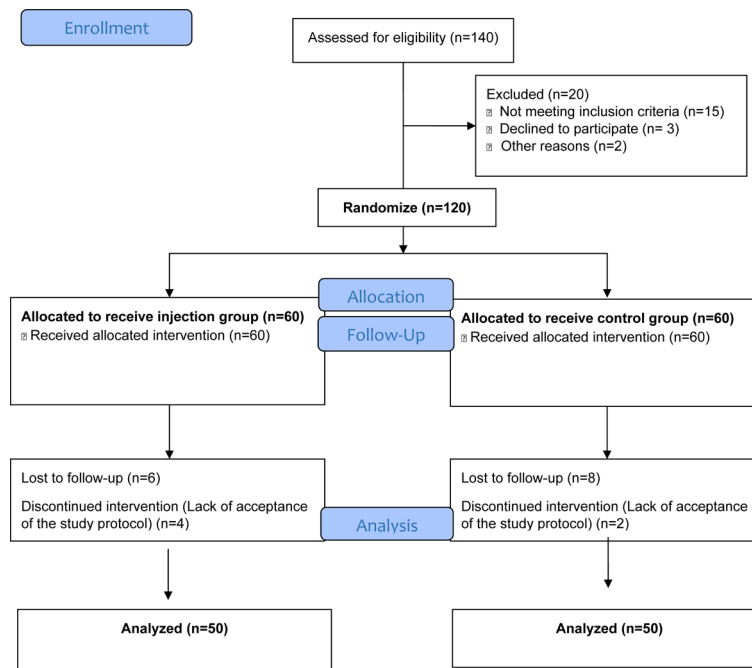 Enrollment
Assessed for eligibility (n=140)
Excluded (n=20)
Not meeting inclusion criteria (n=15)
Declined to participate (n= 3)
Other reasons (n=2)
Randomize (n=120)
Allocation
Allocated to receive injection group (n=60)
Received allocated intervention (n=60)
Follow-Up
Allocated to receive control group (n=60)
Received allocated intervention (n=60)
Lost to follow-up (n=6)
Discontinued intervention (Lack of acceptance
of the study protocol) (n=4)
Analysis
Lost to follow-up (n=8)
Discontinued intervention (Lack of acceptance
of the study protocol) (n=2)
Analyzed (n=50)
Analyzed (n=50)